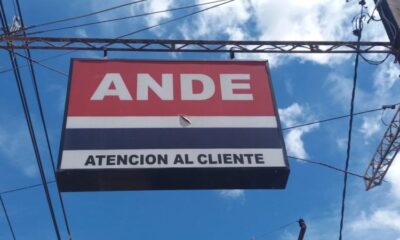 ANDE
ATENCION AL CLIENTE